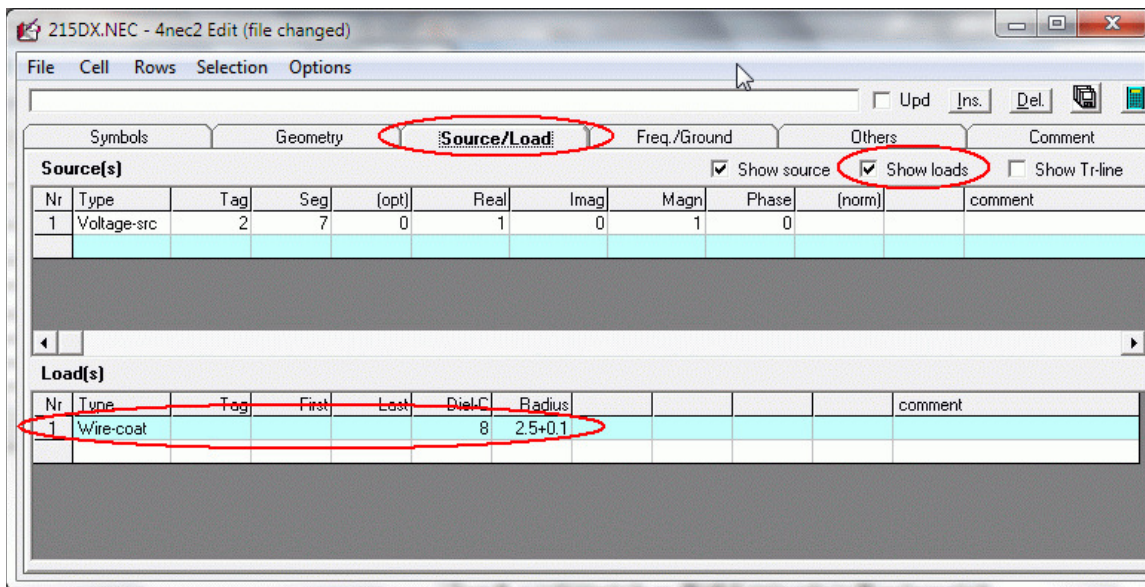 215DX.NEC - 4nec2 Edit (file changed)
File Cell Rows Selection Options
Upd Ins. Del.
Symbols Geometry Source/Load Freq./Ground Others Comment
Source(s) Show source Show loads Show Tr-line
Nr Type Tag Seg (opt) Real Imag Magn Phase (norm) comment
1 Voltage-src 2 7 0 1 0 1 0
Load(s)
Nr Type Tag First Last Diel-C Radius comment
1 Wire-coat 8 2.5+0.1